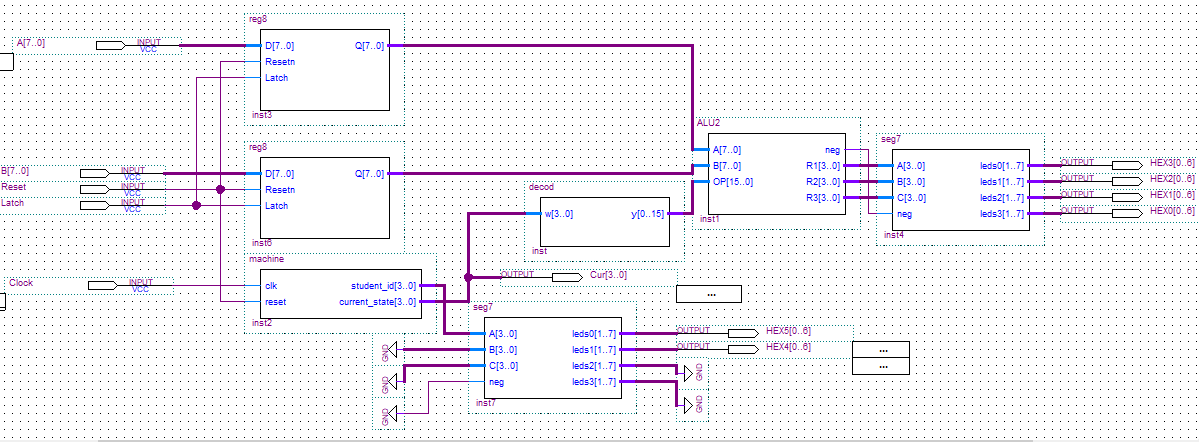 reg8
A[7..0] INPUT VCC D[7..0] Q[7..0]
Resetn
Latch
inst3
ALU2
reg8
seg7
A[7..0] neg
B[7..0] R1[3..0] A[3..0] leds0[1..7] OUTPUT HEX3[0..6]
B[7..0] INPUT VCC D[7..0] Q[7..0]
OP[15..0] R2[3..0] B[3..0] leds1[1..7] OUTPUT HEX2[0..6]
Reset INPUT VCC Resetn
decod
R3[3..0] C[3..0] leds2[1..7] OUTPUT HEX1[0..6]
Latch INPUT VCC Latch
w[3..0] y[0..15]
neg leds3[1..7] OUTPUT HEX0[0..6]
inst1
inst4
inst6
inst
machine
OUTPUT Cur[3..0]
Clock INPUT VCC clk student_id[3..0]
reset current_state[3..0]
...
seg7
inst2
A[3..0] leds0[1..7] OUTPUT HEX5[0..6]
GND B[3..0] leds1[1..7] OUTPUT HEX4[0..6]
...
C[3..0] leds2[1..7] GND
...
GND neg leds3[1..7]
inst7
GND
GND